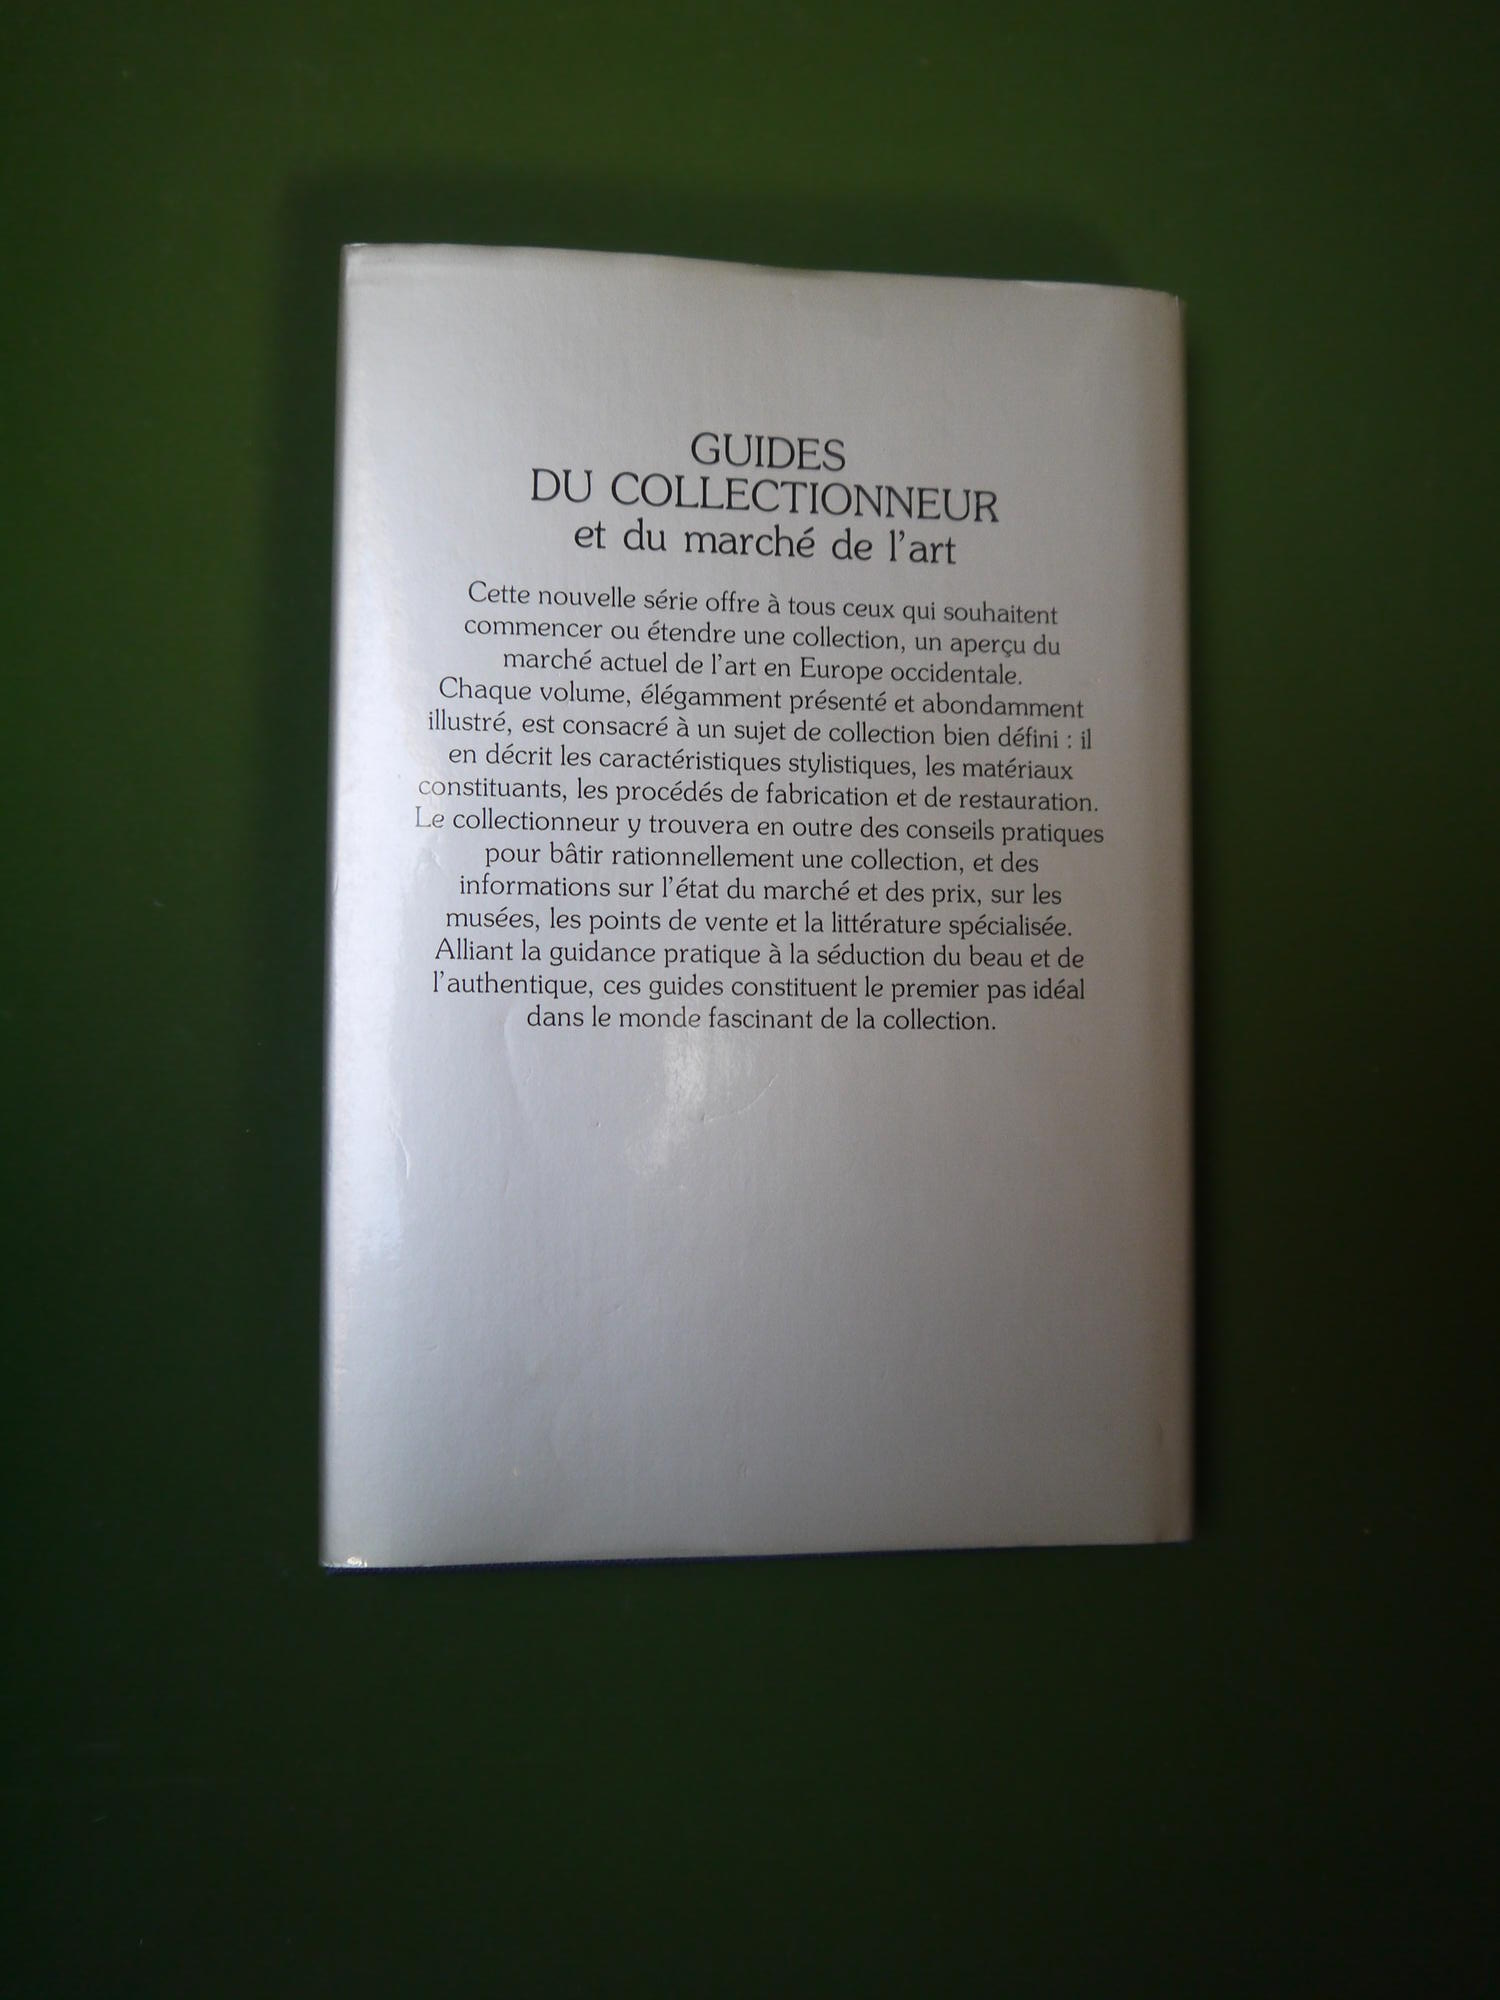 GUIDES
DU COLLECTIONNEUR
et du marché de l'art
Cette nouvelle série offre à tous ceux qui souhaitent
commencer ou étendre une collection, un aperçu du
marché actuel de l'art en Europe occidentale.
Chaque volume, élégamment présenté et abondamment
illustré, est consacré à un sujet de collection bien défini : il
en décrit les caractéristiques stylistiques, les matériaux
constituants, les procédés de fabrication et de restauration.
Le collectionneur y trouvera en outre des conseils pratiques
pour bâtir rationnellement une collection, et des
informations sur l'état du marché et des prix, sur les
musées, les points de vente et la littérature spécialisée.
Alliant la guidance pratique à la séduction du beau et de
l'authentique, ces guides constituent le premier pas idéal
dans le monde fascinant de la collection.